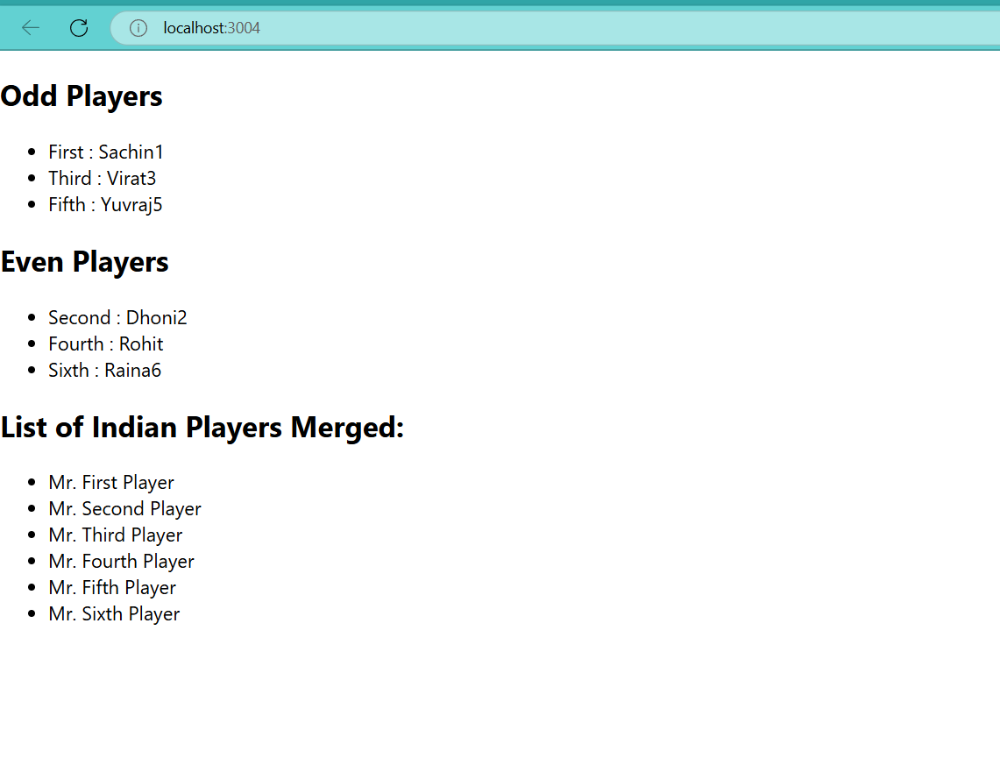 localhost:3004
Odd Players
First : Sachin1
Third : Virat3
Fifth : Yuvraj5
Even Players
Second : Dhoni2
Fourth : Rohit
Sixth : Raina6
List of Indian Players Merged:
Mr. First Player
Mr. Second Player
Mr. Third Player
Mr. Fourth Player
Mr. Fifth Player
Mr. Sixth Player